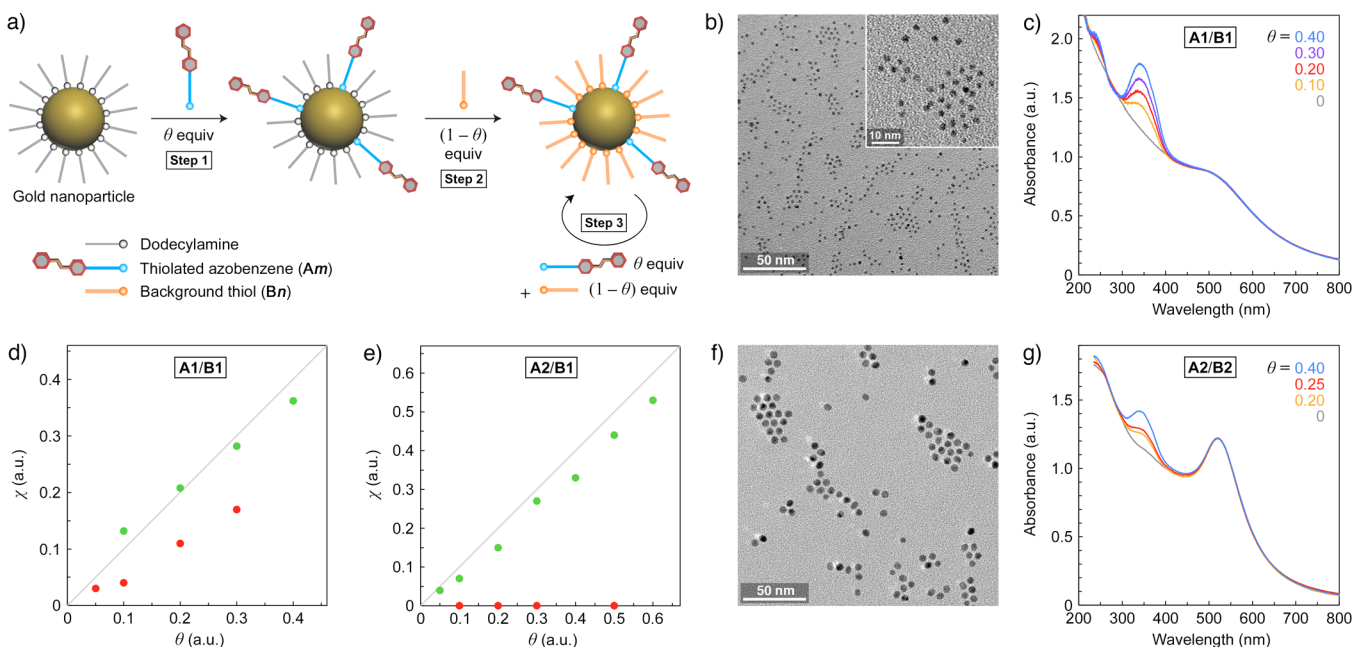 a)
θ equiv
Step 1
(1 − θ)
equiv
Step 2
Gold nanoparticle
Step 3
Dodecylamine
Thiolated azobenzene (Am)
Background thiol (Bn)
θ equiv
+ (1 − θ) equiv
b)
10 nm
50 nm
c)
A1/B1
θ = 0.40
0.30
0.20
0.10
0
2.0
1.5
1.0
0.5
0
Absorbance (a.u.)
200 300 400 500 600 700 800
Wavelength (nm)
d)
A1/B1
0.4
0.3
0.2
0.1
0
χ (a.u.)
0 0.1 0.2 0.3 0.4
θ (a.u.)
e)
A2/B1
0.6
0.5
0.4
0.3
0.2
0.1
0
χ (a.u.)
0 0.1 0.2 0.3 0.4 0.5 0.6
θ (a.u.)
f)
50 nm
g)
A2/B2
θ = 0.40
0.25
0.20
0
1.5
1.0
0.5
0
Absorbance (a.u.)
200 300 400 500 600 700 800
Wavelength (nm)